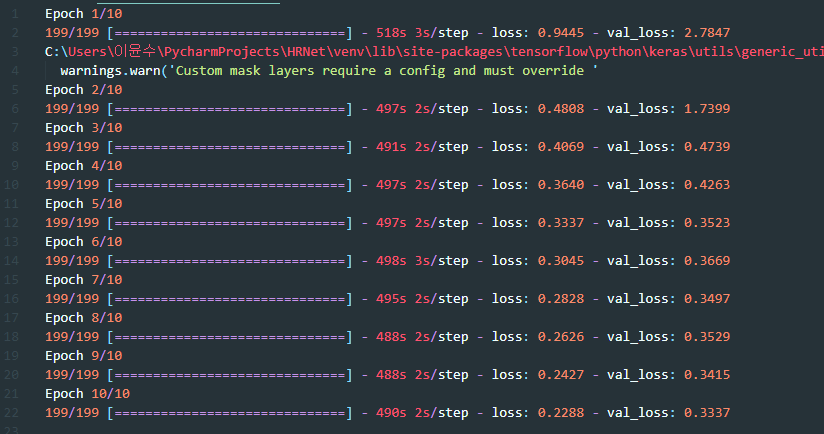 1 Epoch 1/10
2 199/199 [==============================] - 518s 3s/step - loss: 0.9445 - val_loss: 2.7847
3 C:\Users\이윤수\PycharmProjects\HRNet\venv\lib\site-packages\tensorflow\python\keras\utils\generic_uti
4 warnings.warn('Custom mask layers require a config and must override '
5 Epoch 2/10
6 199/199 [==============================] - 497s 2s/step - loss: 0.4808 - val_loss: 1.7399
7 Epoch 3/10
8 199/199 [==============================] - 491s 2s/step - loss: 0.4069 - val_loss: 0.4739
9 Epoch 4/10
10 199/199 [==============================] - 497s 2s/step - loss: 0.3640 - val_loss: 0.4263
11 Epoch 5/10
12 199/199 [==============================] - 497s 2s/step - loss: 0.3337 - val_loss: 0.3523
13 Epoch 6/10
14 199/199 [==============================] - 498s 3s/step - loss: 0.3045 - val_loss: 0.3669
15 Epoch 7/10
16 199/199 [==============================] - 495s 2s/step - loss: 0.2828 - val_loss: 0.3497
17 Epoch 8/10
18 199/199 [==============================] - 488s 2s/step - loss: 0.2626 - val_loss: 0.3529
19 Epoch 9/10
20 199/199 [==============================] - 488s 2s/step - loss: 0.2427 - val_loss: 0.3415
21 Epoch 10/10
22 199/199 [==============================] - 490s 2s/step - loss: 0.2288 - val_loss: 0.3337
23